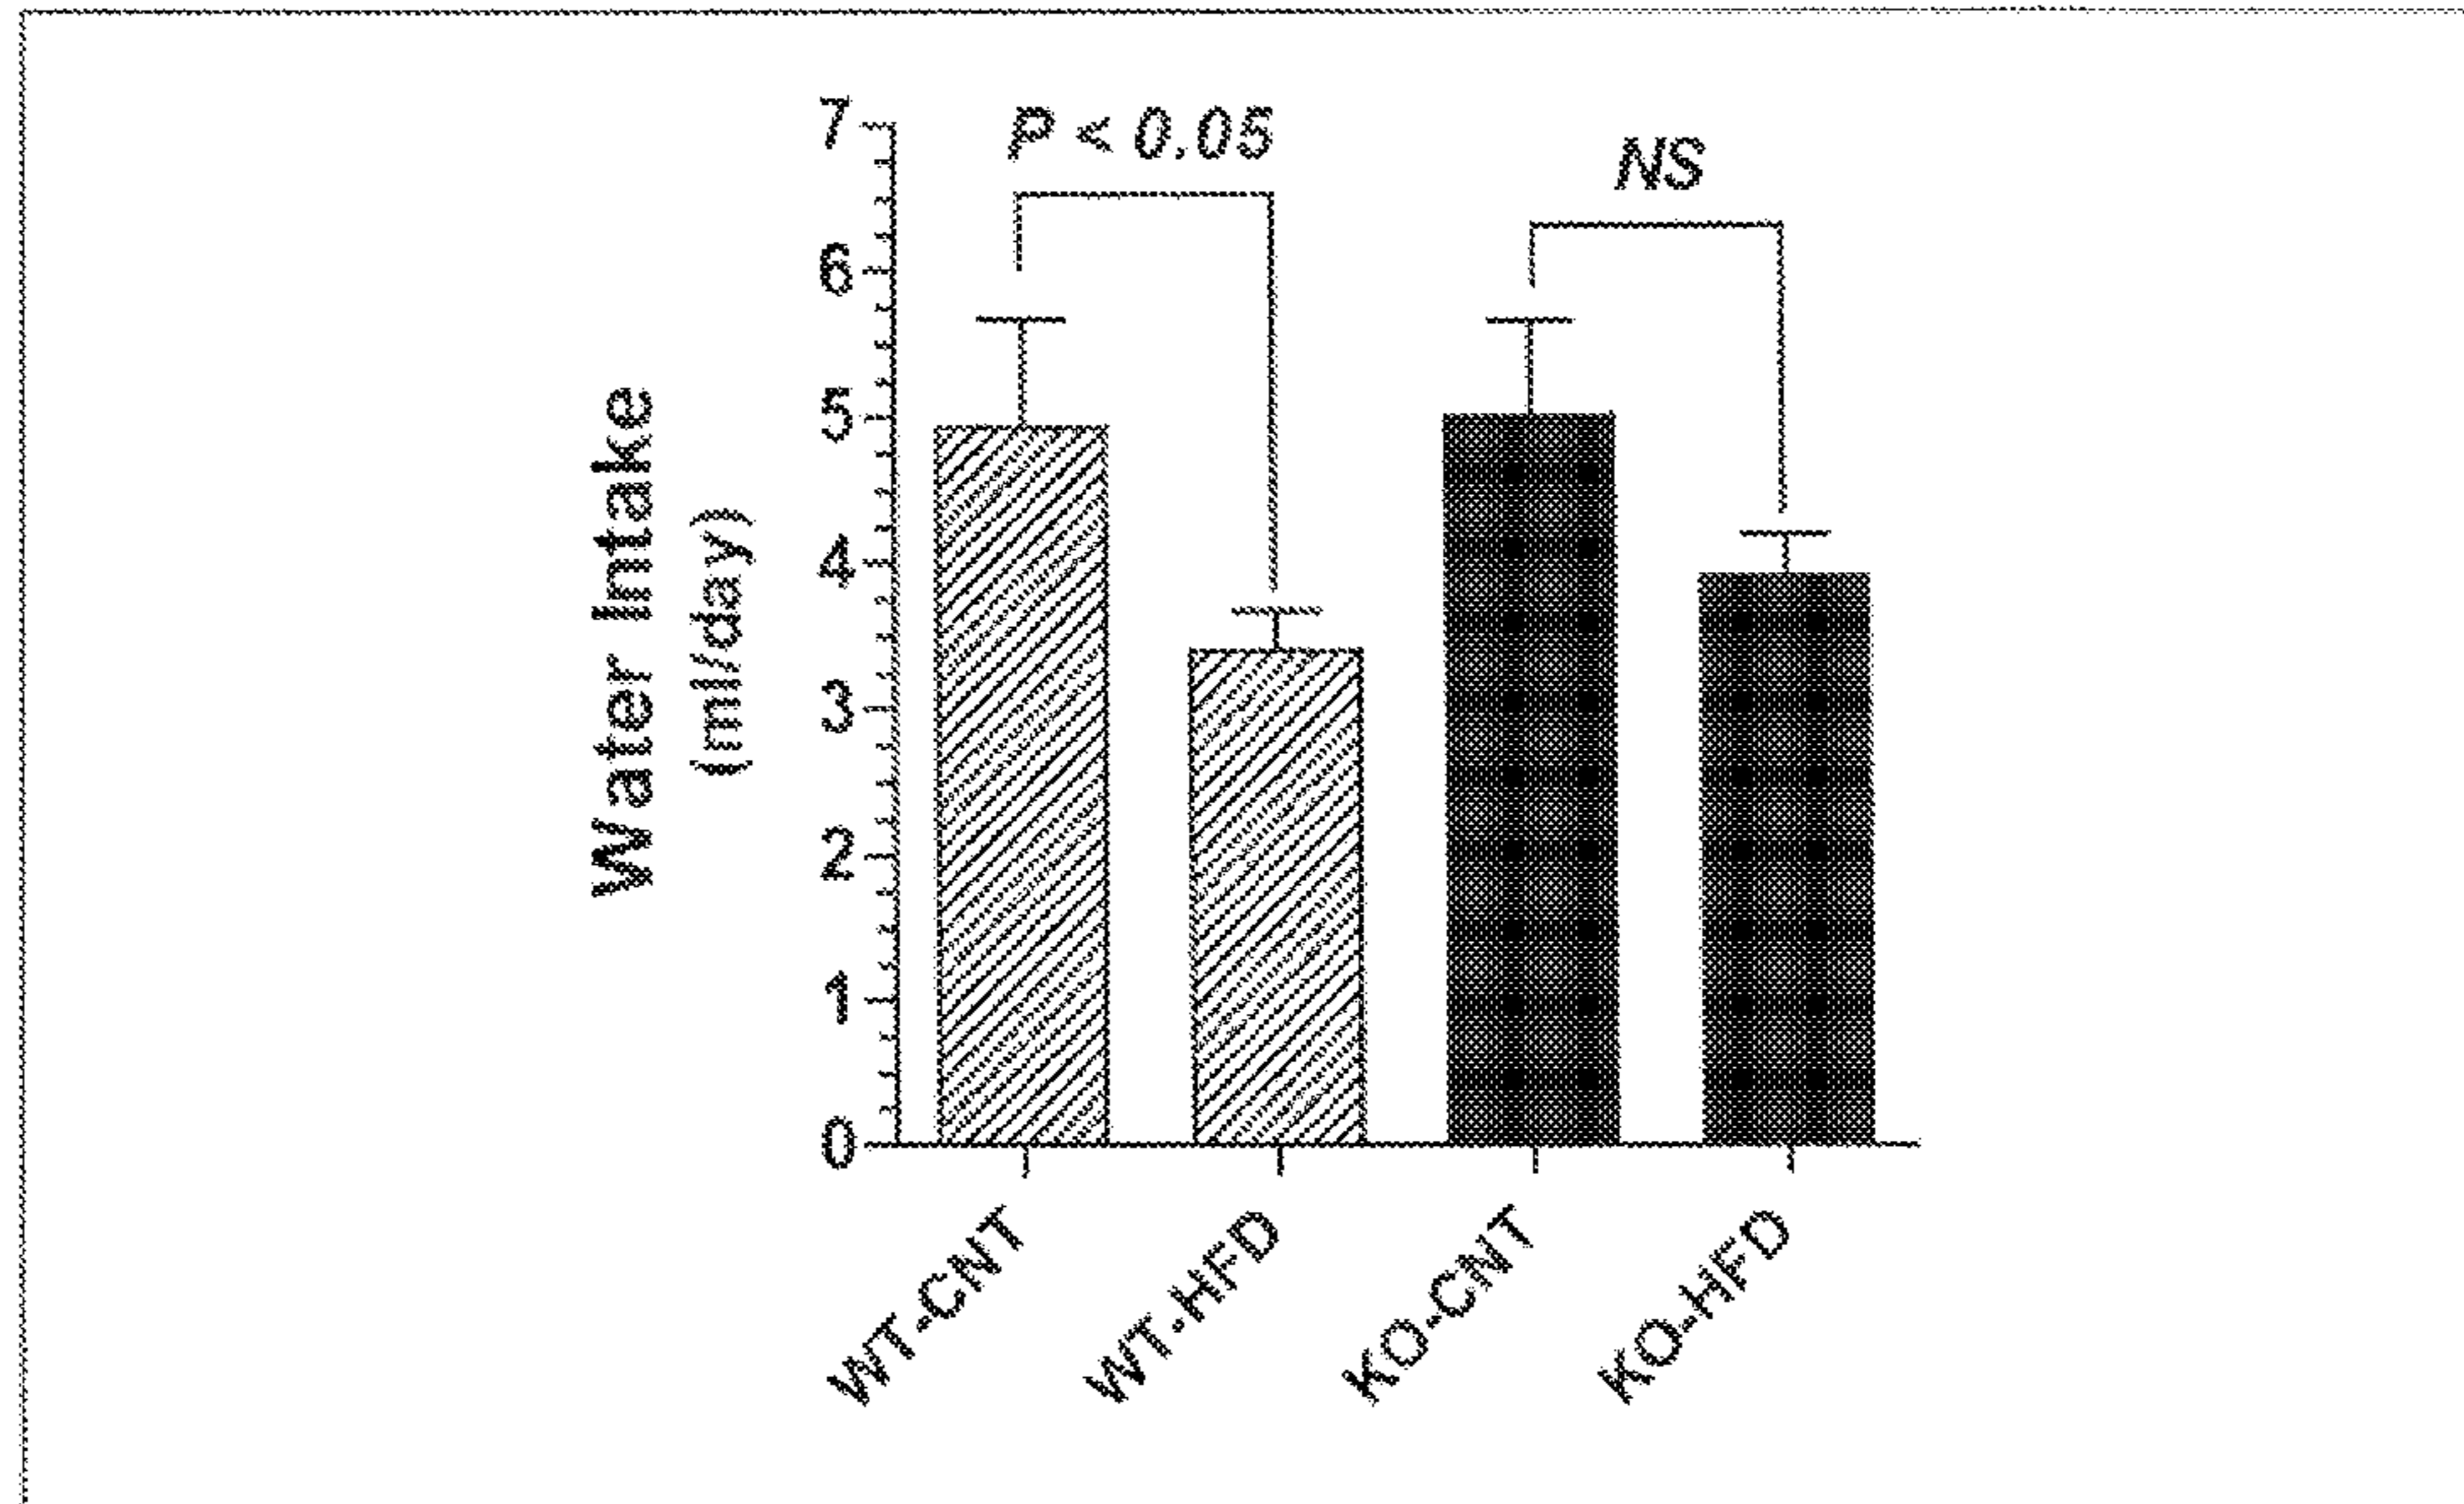 P < 0.05
NS
7
6
5
4
3
2
1
0
Water Intake
(ml/day)
WT-CNT
WT-HFD
KO-CNT
KO-HFD